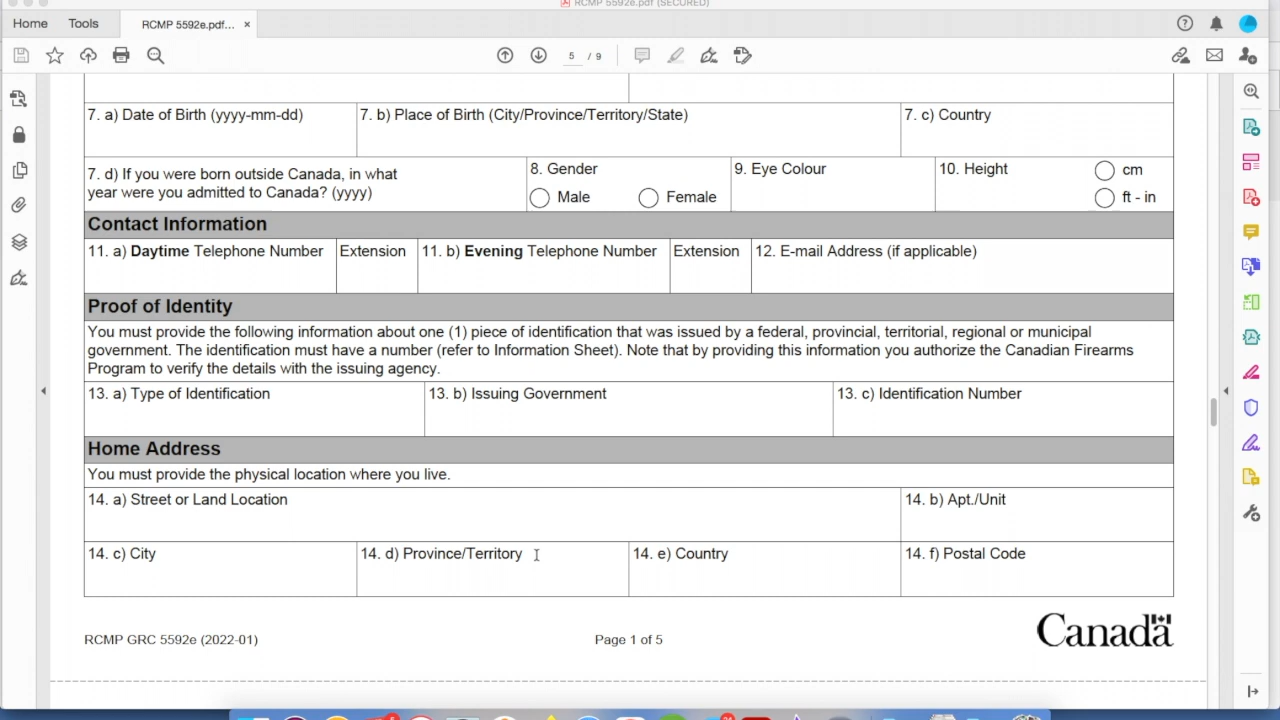 RCMP 5592e.pdf (SECURED)
Home Tools RCMP 5592e.pdf... ×
5 / 9
7. a) Date of Birth (yyyy-mm-dd) 7. b) Place of Birth (City/Province/Territory/State) 7. c) Country
7. d) If you were born outside Canada, in what
year were you admitted to Canada? (yyyy)
8. Gender 9. Eye Colour 10. Height cm
Male Female ft - in
Contact Information
11. a) Daytime Telephone Number Extension 11. b) Evening Telephone Number Extension 12. E-mail Address (if applicable)
Proof of Identity
You must provide the following information about one (1) piece of identification that was issued by a federal, provincial, territorial, regional or municipal
government. The identification must have a number (refer to Information Sheet). Note that by providing this information you authorize the Canadian Firearms
Program to verify the details with the issuing agency.
13. a) Type of Identification 13. b) Issuing Government 13. c) Identification Number
Home Address
You must provide the physical location where you live.
14. a) Street or Land Location 14. b) Apt./Unit
14. c) City 14. d) Province/Territory 14. e) Country 14. f) Postal Code
Canada
RCMP GRC 5592e (2022-01) Page 1 of 5